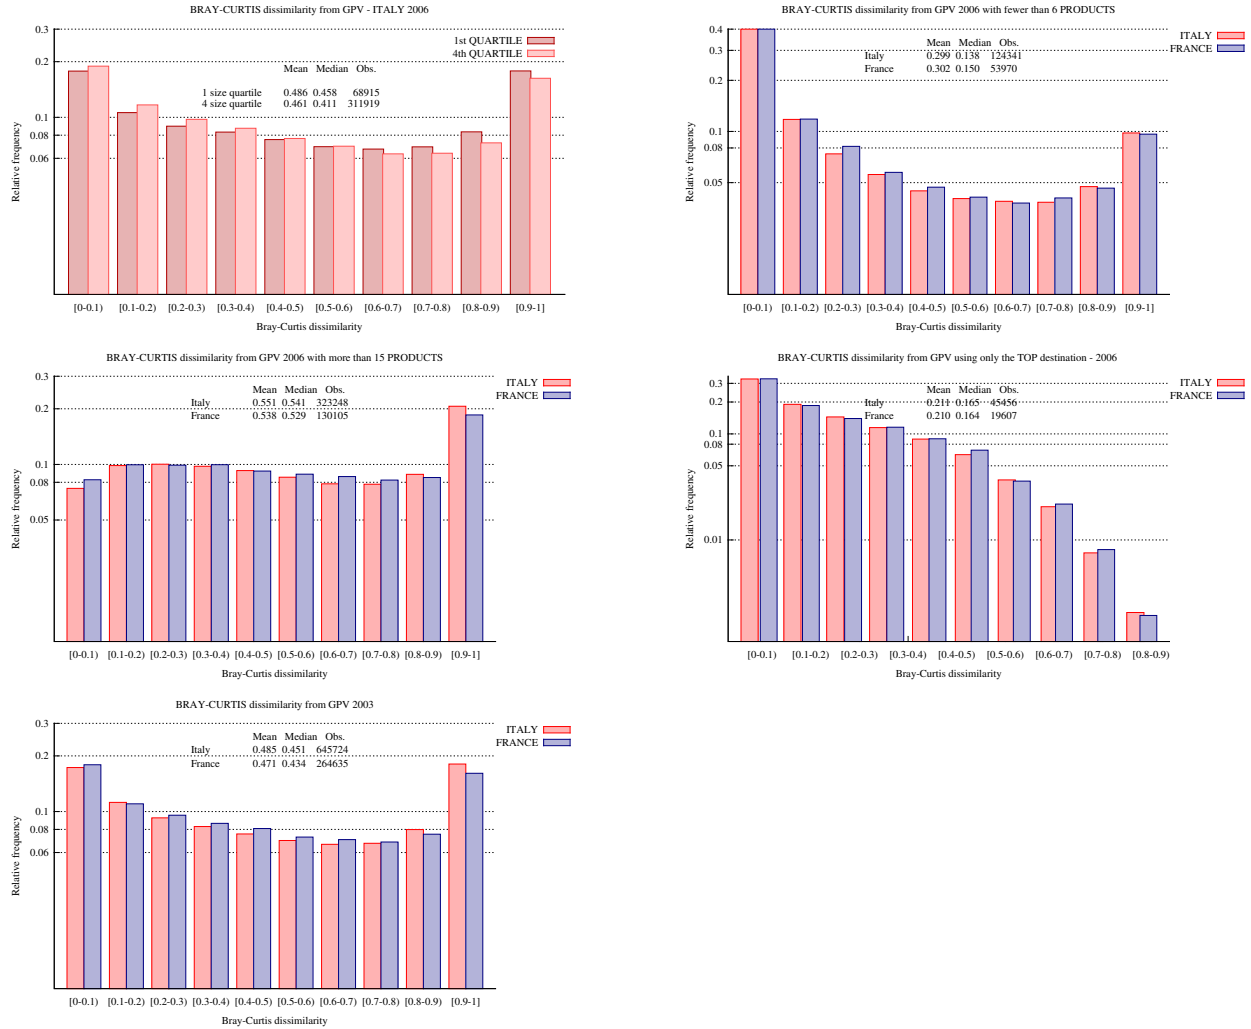 BRAY-CURTIS dissimilarity from GPV - ITALY 2006
1st QUARTILE
4th QUARTILE
Mean Median Obs.
1 size quartile 0.486 0.458 68915
4 size quartile 0.461 0.411 311919
0.3
0.2
0.1
0.08
0.06
Relative frequency
[0-0.1) [0.1-0.2) [0.2-0.3) [0.3-0.4) [0.4-0.5) [0.5-0.6) [0.6-0.7) [0.7-0.8) [0.8-0.9) [0.9-1]
Bray-Curtis dissimilarity
BRAY-CURTIS dissimilarity from GPV 2006 with fewer than 6 PRODUCTS
ITALY
FRANCE
Mean Median Obs.
Italy 0.299 0.138 124341
France 0.302 0.150 53970
0.4
0.3
0.2
0.1
0.08
0.05
Relative frequency
[0-0.1) [0.1-0.2) [0.2-0.3) [0.3-0.4) [0.4-0.5) [0.5-0.6) [0.6-0.7) [0.7-0.8) [0.8-0.9) [0.9-1]
Bray-Curtis dissimilarity
BRAY-CURTIS dissimilarity from GPV 2006 with more than 15 PRODUCTS
ITALY
FRANCE
Mean Median Obs.
Italy 0.551 0.541 323248
France 0.538 0.529 130105
0.3
0.2
0.1
0.08
0.05
Relative frequency
[0-0.1) [0.1-0.2) [0.2-0.3) [0.3-0.4) [0.4-0.5) [0.5-0.6) [0.6-0.7) [0.7-0.8) [0.8-0.9) [0.9-1]
Bray-Curtis dissimilarity
BRAY-CURTIS dissimilarity from GPV using only the TOP destination - 2006
ITALY
FRANCE
Mean Median Obs.
Italy 0.211 0.165 45456
France 0.210 0.164 19607
0.3
0.2
0.1
0.08
0.05
0.01
Relative frequency
[0-0.1) [0.1-0.2) [0.2-0.3) [0.3-0.4) [0.4-0.5) [0.5-0.6) [0.6-0.7) [0.7-0.8) [0.8-0.9)
Bray-Curtis dissimilarity
BRAY-CURTIS dissimilarity from GPV 2003
ITALY
FRANCE
Mean Median Obs.
Italy 0.485 0.451 645724
France 0.471 0.434 264635
0.3
0.2
0.1
0.08
0.06
Relative frequency
[0-0.1) [0.1-0.2) [0.2-0.3) [0.3-0.4) [0.4-0.5) [0.5-0.6) [0.6-0.7) [0.7-0.8) [0.8-0.9) [0.9-1]
Bray-Curtis dissimilarity